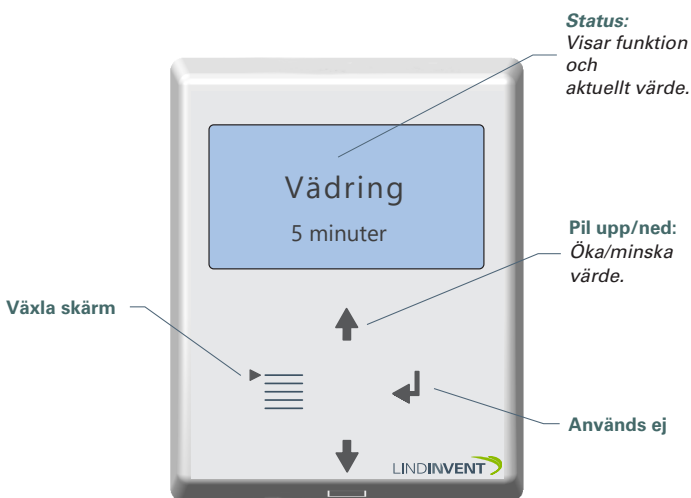 Status:
Visar funktion
och
aktuellt värde.
Vädring
5 minuter
Pil upp/ned:
Öka/minska
värde.
Växla skärm
Används ej
LINDINVENT